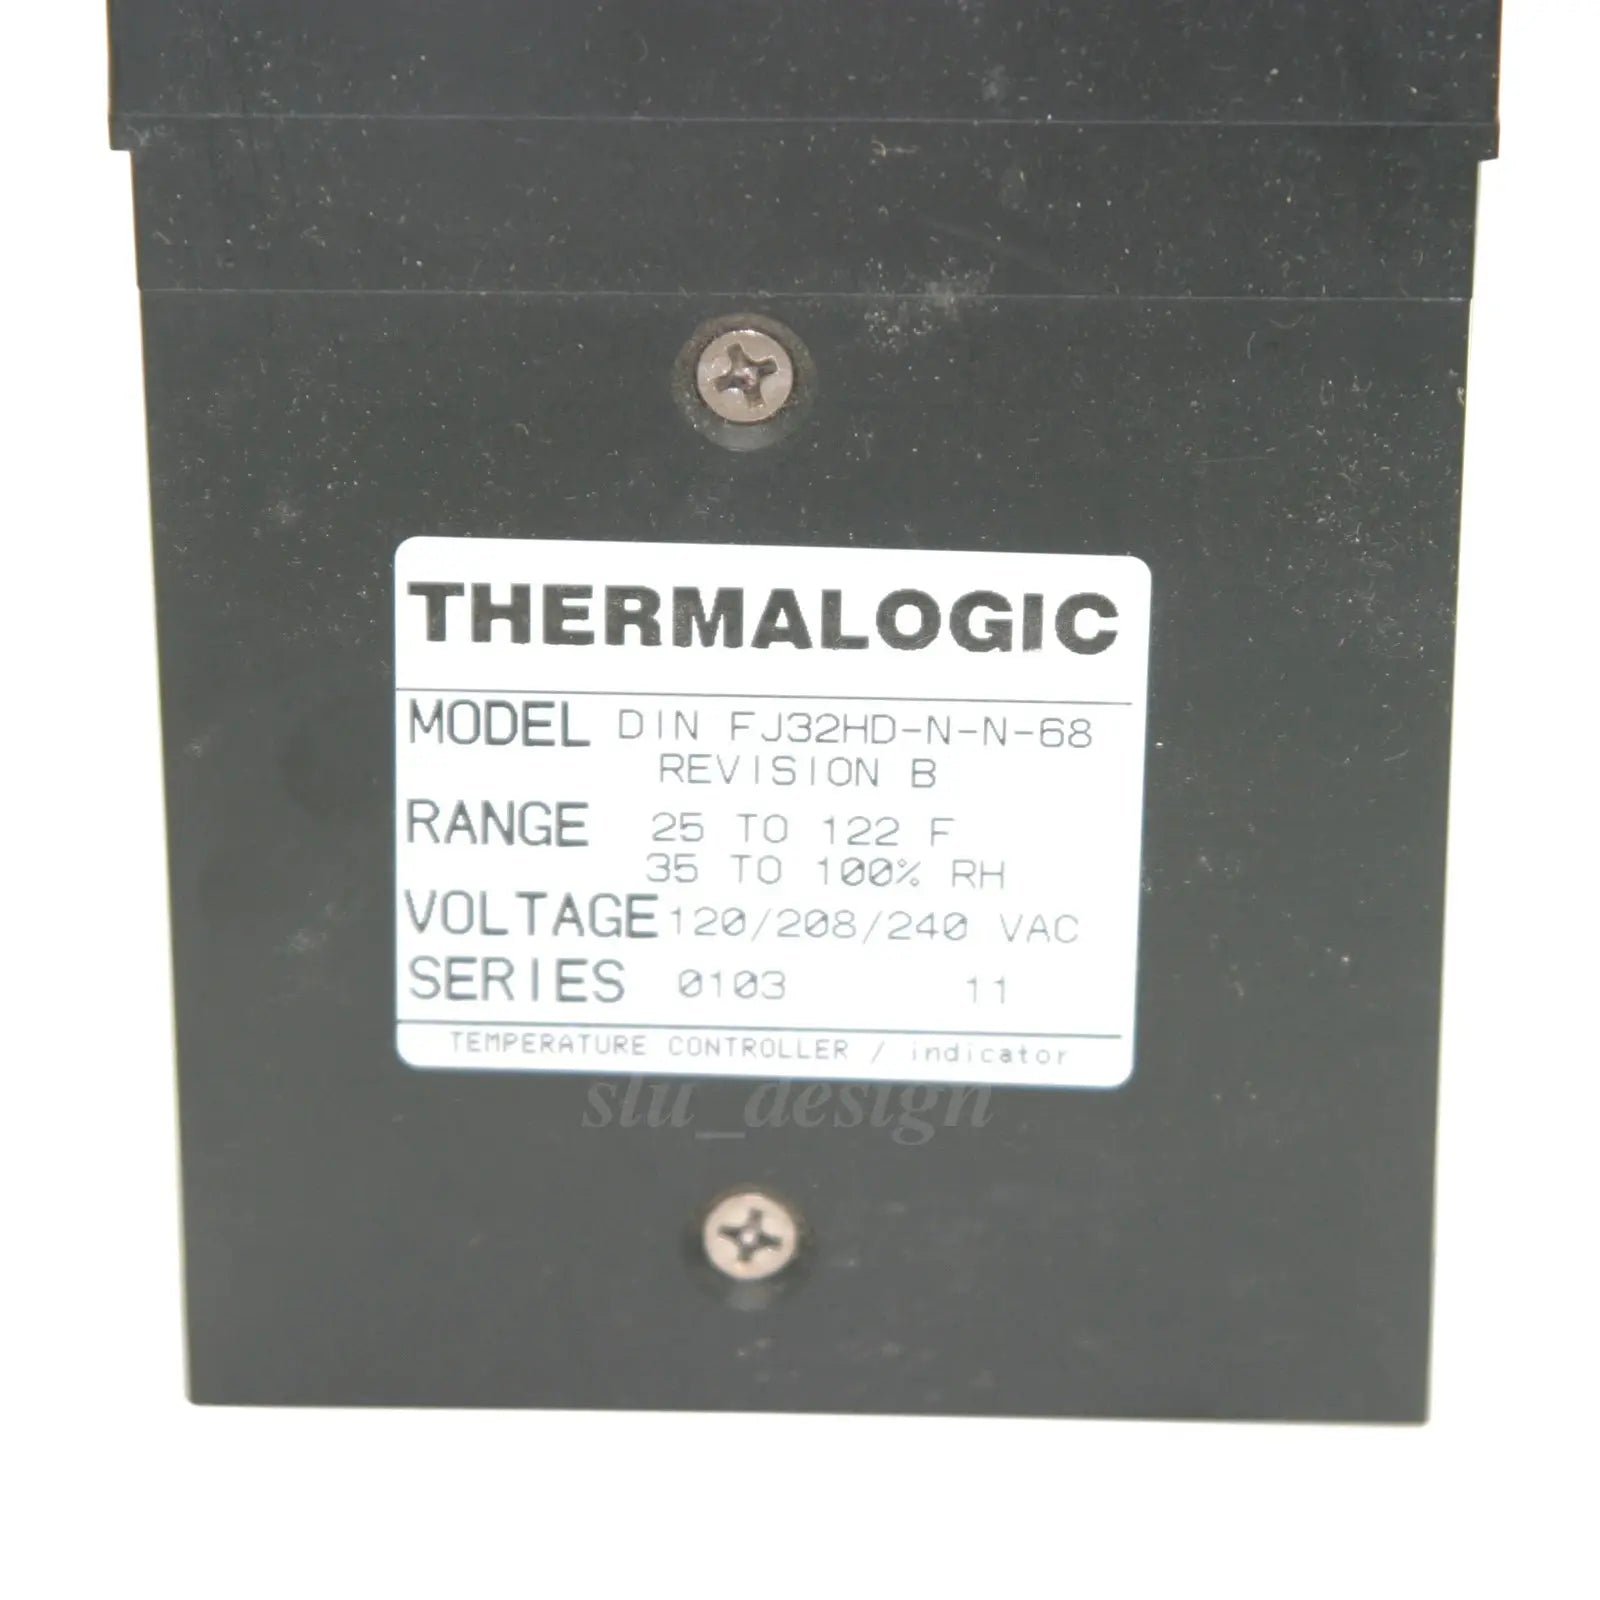 THERMALOGIC
MODEL DIN FJ32HD-N-N-68
REVISION B
RANGE 25 TO 122 F
35 TO 100% RH
VOLTAGE 120/208/240 VAC
SERIES 0103 11
TEMPERATURE CONTROLLER / indicator
slu_design